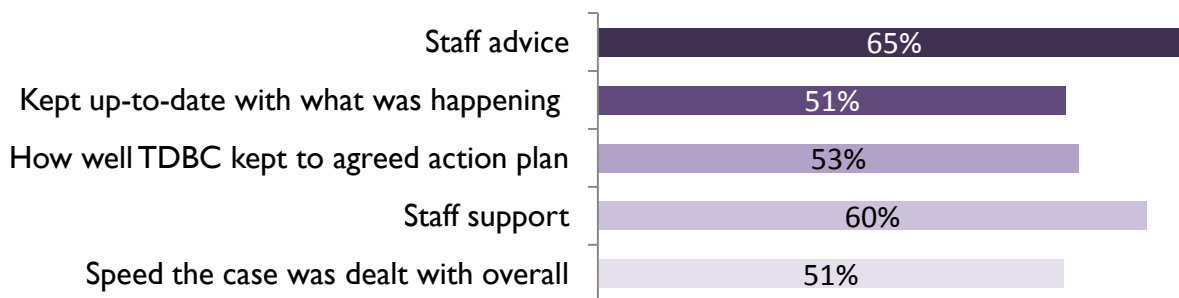 Staff advice 65%
Kept up-to-date with what was happening 51%
How well TDBC kept to agreed action plan 53%
Staff support 60%
Speed the case was dealt with overall 51%